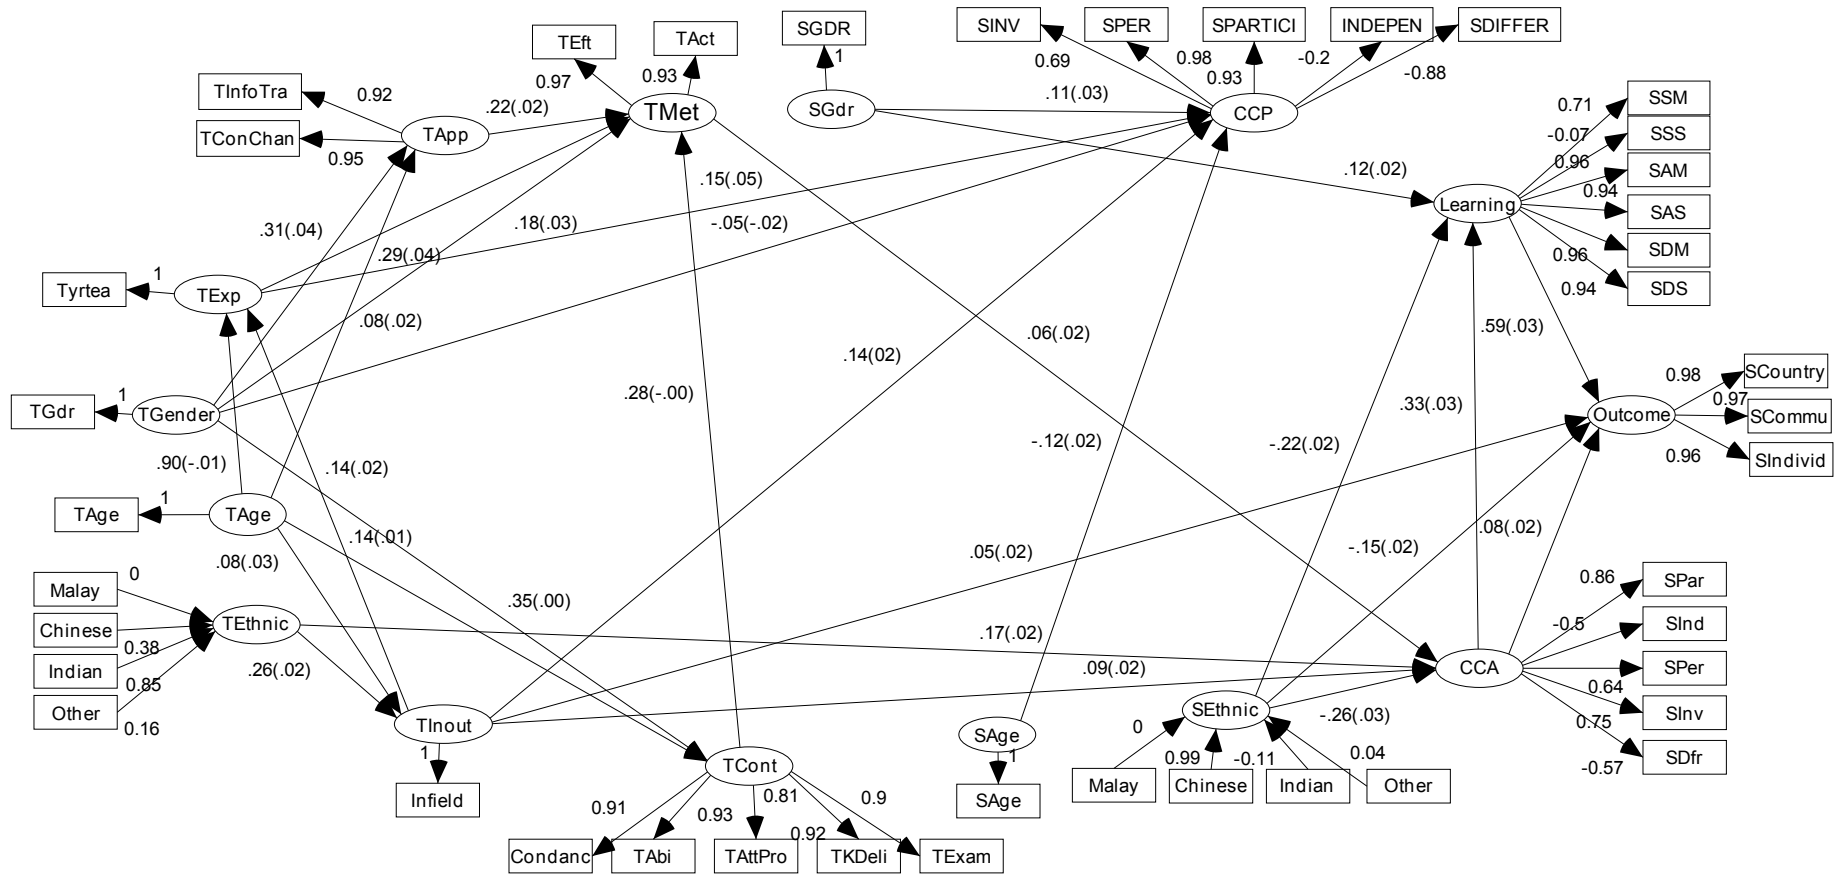 SGDR
SINV
SPER
SPARTICI
INDEPEN
SDIFFER
TEft
TAct
1
0.69
0.98
0.93
-0.2
-0.88
0.97
0.93
TInfoTra
0.92
TConChan
0.95
TApp
.22(.02)
TMet
SGdr
.11(.03)
CCP
0.71
SSM
-0.07
SSS
0.96
SAM
0.94
SAS
0.96
SDM
0.94
SDS
.12(.02)
Learning
.15(.05)
.31(.04)
.18(.03)
-.05(-.02)
.29(.04)
Tyrtea
1
TExp
.08(.02)
.06(.02)
.59(.03)
.14(02)
TGdr
1
TGender
.28(-.00)
-.12(.02)
.33(.03)
-.22(.02)
Outcome
0.98
SCountry
0.97
SCommu
0.96
SIndivid
.90(-.01)
.14(.02)
TAge
1
TAge
.14(.01)
.08(.03)
.05(.02)
-.15(.02)
.08(.02)
Malay
0
Chinese
0.38
Indian
0.85
Other
0.16
TEthnic
.26(.02)
.35(.00)
.17(.02)
.09(.02)
CCA
0.86
SPar
-0.5
SInd
SPer
0.64
SInv
0.75
SDfr
-0.57
TInout
1
Infield
TCont
0.91
0.93
0.81
0.92
0.9
Condanc
TAbi
TAttPro
TKDeli
TExam
SAge
1
SAge
SEthnic
-.26(.03)
0
0.99
-0.11
0.04
Malay
Chinese
Indian
Other